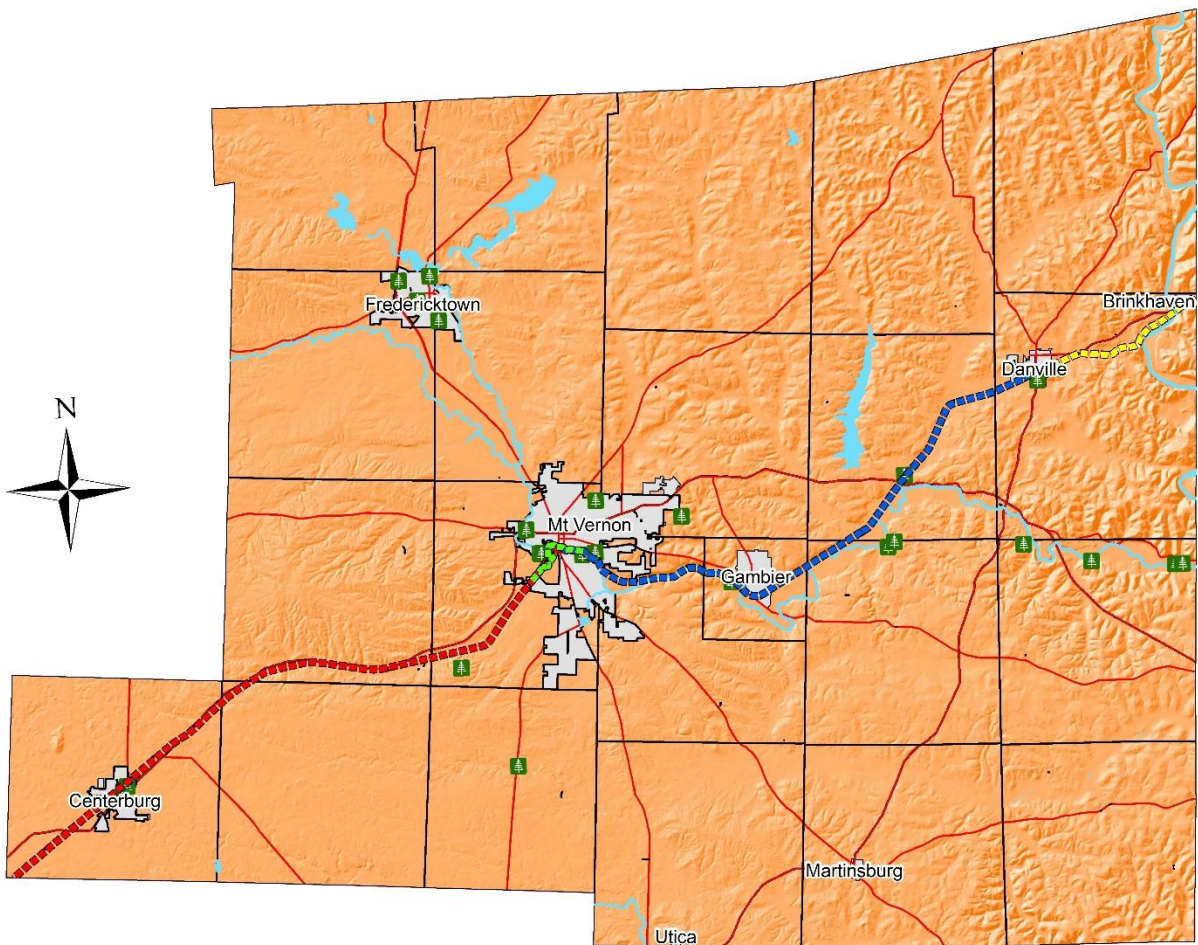 Fredericktown
Brinkhaven
Danville
N
Mt Vernon
Gambier
Centerburg
Martinsburg
Utica